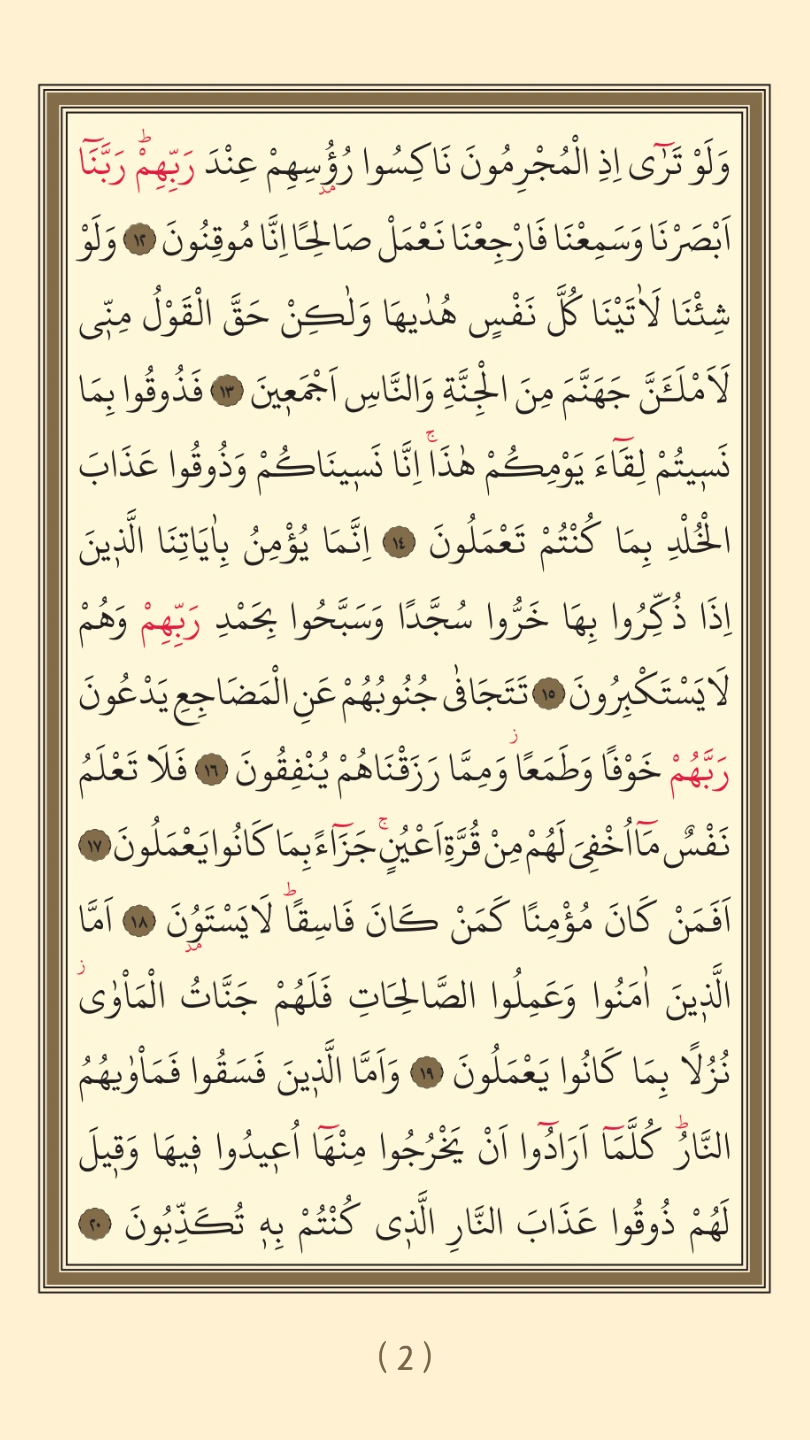 وَلَوْ تَرٰٓى اِذِ الْمُجْرِمُونَ نَاكِسُوا رُؤُ۫سِهِمْ عِنْدَ رَبِّهِمْۜ رَبَّنَٓا
اَبْصَرْنَا وَسَمِعْنَا فَارْجِعْنَا نَعْمَلْ صَالِحًا اِنَّا مُوقِنُونَ ﴿١٢﴾ وَلَوْ
شِئْنَا لَاٰتَيْنَا كُلَّ نَفْسٍ هُدٰيهَا وَلٰكِنْ حَقَّ الْقَوْلُ مِنّ۪ى
لَاَمْلَـَٔنَّ جَهَنَّمَ مِنَ الْجِنَّةِ وَالنَّاسِ اَجْمَع۪ينَ ﴿١٣﴾ فَذُوقُوا بِمَا
نَس۪يتُمْ لِقَٓاءَ يَوْمِكُمْ هٰذَاۚ اِنَّا نَس۪ينَاكُمْ وَذُوقُوا عَذَابَ
الْخُلْدِ بِمَا كُنْتُمْ تَعْمَلُونَ ﴿١٤﴾ اِنَّمَا يُؤْمِنُ بِاٰيَاتِنَا الَّذ۪ينَ
اِذَا ذُكِّرُوا بِهَا خَرُّوا سُجَّدًا وَسَبَّحُوا بِحَمْدِ رَبِّهِمْ وَهُمْ
لَا يَسْتَكْبِرُونَ ﴿١٥﴾ تَتَجَافٰى جُنُوبُهُمْ عَنِ الْمَضَاجِعِ يَدْعُونَ
رَبَّهُمْ خَوْفًا وَطَمَعًاۘ وَمِمَّا رَزَقْنَاهُمْ يُنْفِقُونَ ﴿١٦﴾ فَلَا تَعْلَمُ
نَفْسٌ مَٓا اُخْفِىَ لَهُمْ مِنْ قُرَّةِ اَعْيُنٍۚ جَزَٓاءً بِمَا كَانُوا يَعْمَلُونَ ﴿١٧﴾
اَفَمَنْ كَانَ مُؤْمِنًا كَمَنْ كَانَ فَاسِقًاۜ لَا يَسْتَوُ۫نَ ﴿١٨﴾ اَمَّا
الَّذ۪ينَ اٰمَنُوا وَعَمِلُوا الصَّالِحَاتِ فَلَهُمْ جَنَّاتُ الْمَاْوٰىۘ
نُزُلًا بِمَا كَانُوا يَعْمَلُونَ ﴿١٩﴾ وَاَمَّا الَّذ۪ينَ فَسَقُوا فَمَاْوٰيهُمُ
النَّارُۜ كُلَّمَٓا اَرَادُٓوا اَنْ يَخْرُجُوا مِنْهَٓا اُع۪يدُوا ف۪يهَا وَق۪يلَ
لَهُمْ ذُوقُوا عَذَابَ النَّارِ الَّذ۪ى كُنْتُمْ بِه۪ تُكَذِّبُونَ ﴿٢٠﴾
( 2 )